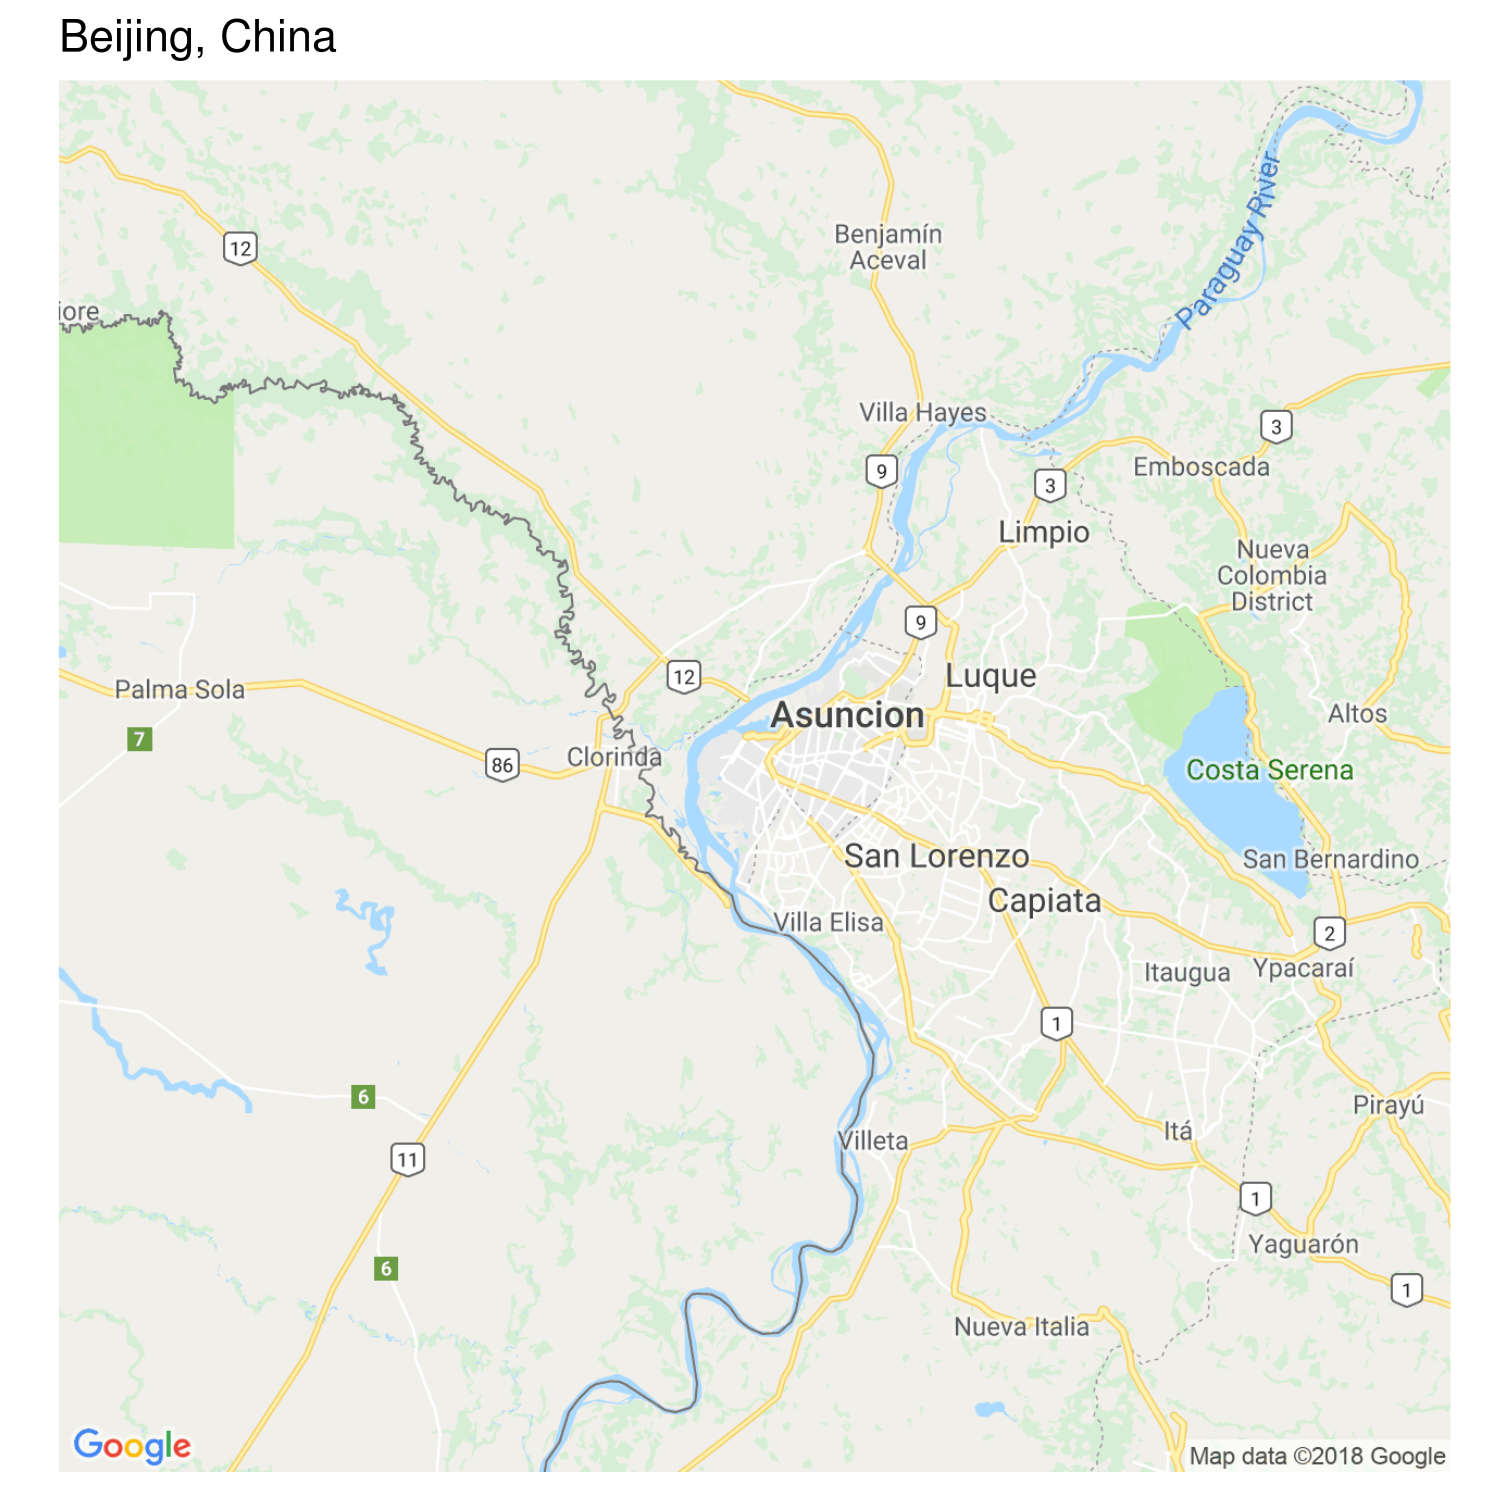 Beijing, China
Paraguay River
Benjamín
Aceval
12
iore
Villa Hayes
3
9
Emboscada
3
Limpio
Nueva
Colombia
District
9
12
Luque
Palma Sola
Asuncion
Altos
7
86
Clorinda
Costa Serena
San Lorenzo
San Bernardino
Capiata
Villa Elisa
2
Itaugua
Ypacaraí
1
6
Pirayú
Itá
Villeta
11
1
Yaguarón
6
1
Nueva Italia
Google
Map data ©2018 Google